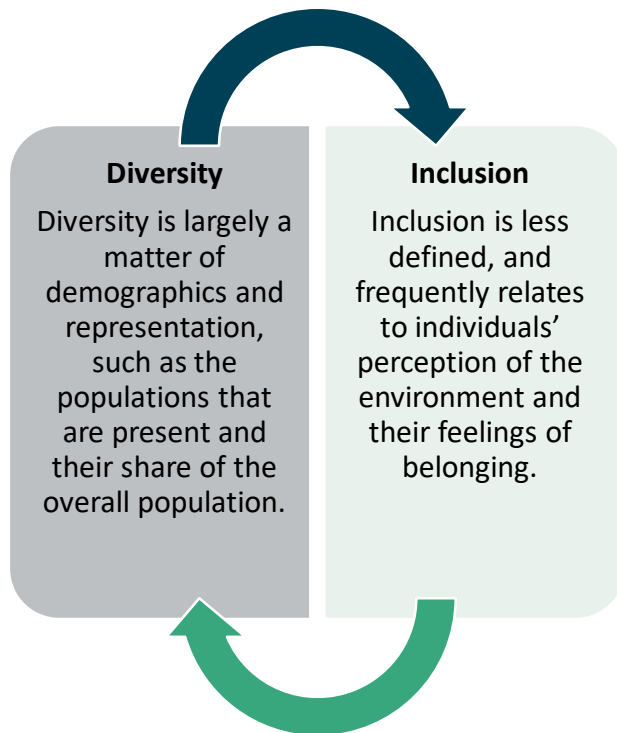 Diversity
Diversity is largely a
matter of
demographics and
representation,
such as the
populations that
are present and
their share of the
overall population.
Inclusion
Inclusion is less
defined, and
frequently relates
to individuals’
perception of the
environment and
their feelings of
belonging.